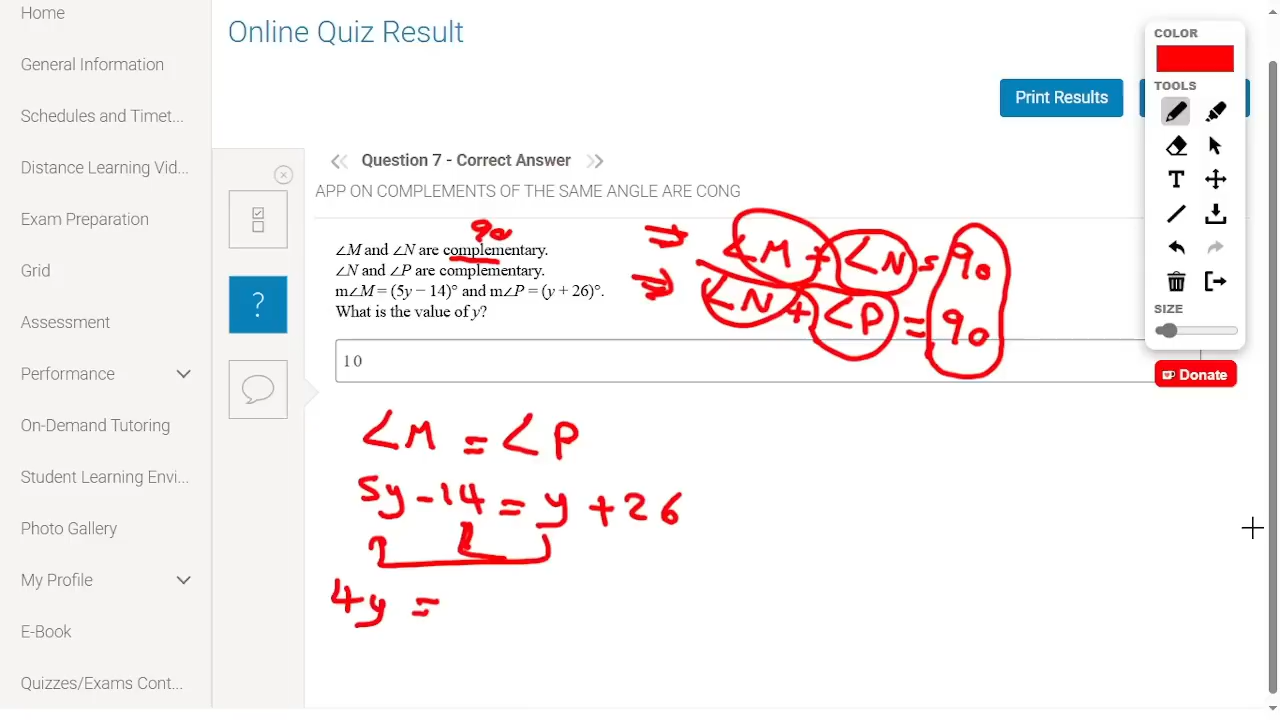 Home
General Information
Schedules and Timet...
Distance Learning Vid...
Exam Preparation
Grid
Assessment
Performance
On-Demand Tutoring
Student Learning Envi...
Photo Gallery
My Profile
E-Book
Quizzes/Exams Cont...
Online Quiz Result
Print Results
Question 7 - Correct Answer
APP ON COMPLEMENTS OF THE SAME ANGLE ARE CONG
90
∠M and ∠N are complementary.
∠N and ∠P are complementary.
m∠M = (5y − 14)° and m∠P = (y + 26)°.
What is the value of y?
⇒ ∠M + ∠N = 90
⇒ ∠N + ∠P = 90
10
∠M = ∠P
5y - 14 = y + 26
4y =
COLOR
TOOLS
T
SIZE
Donate